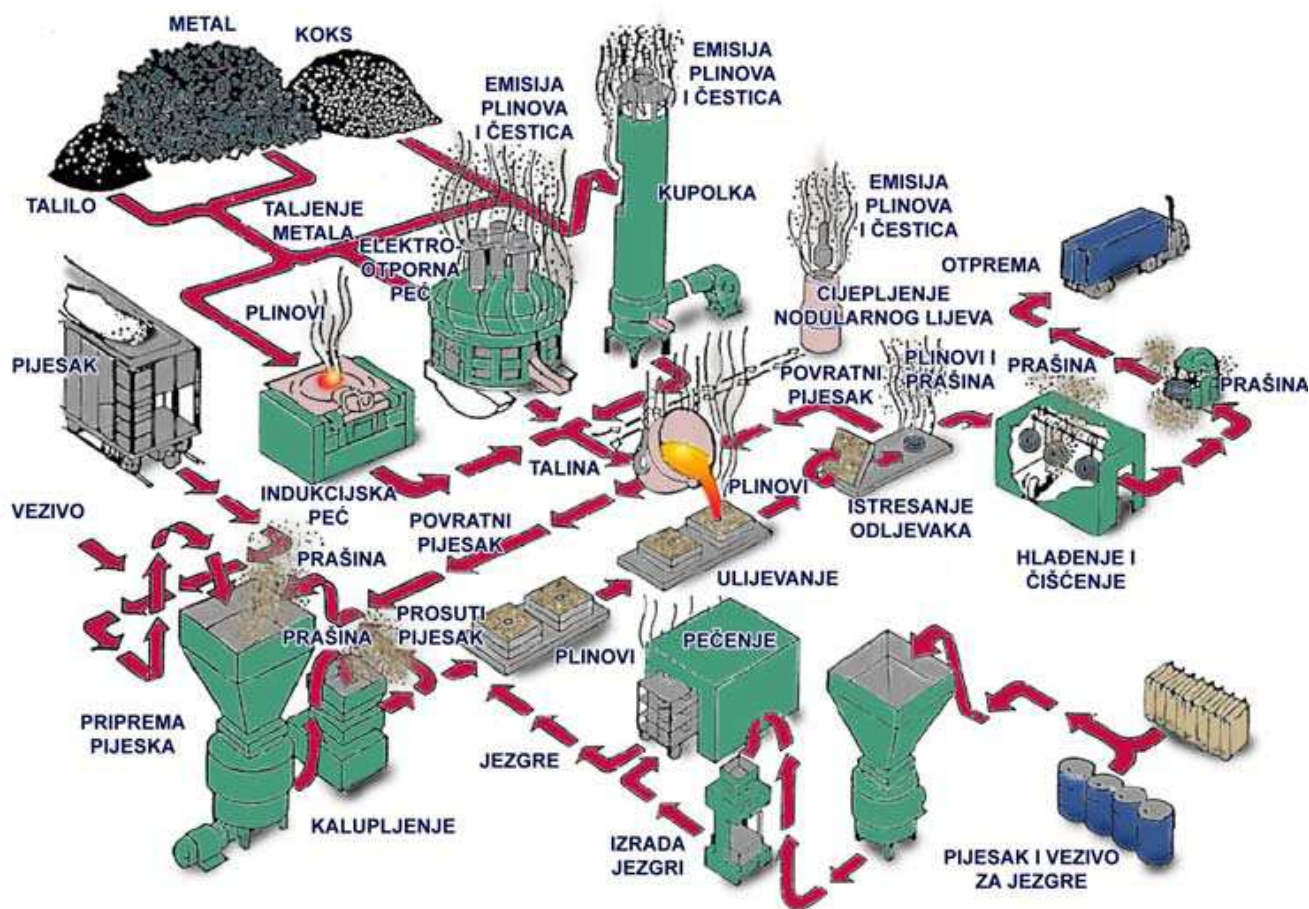 METAL
KOKS
EMISIJA
PLINOVA
I ČESTICA
EMISIJA
PLINOVA
I ČESTICA
TALILO
TALJENJE
METALA
KUPOLKA
EMISIJA
PLINOVA
I ČESTICA
ELEKTRO-
OTPORNA
PEĆ
OTPREMA
PLINOVI
CIJEPLJENJE
NODULARNOG LIJEVA
PIJESAK
POVRATNI
PIJESAK
PLINOVI I
PRAŠINA
PRAŠINA
PRAŠINA
TALINA
INDUKCIJSKA
PEĆ
PLINOVI
ISTRESANJE
ODLJEVAKA
VEZIVO
POVRATNI
PIJESAK
HLAĐENJE I
ČIŠĆENJE
PRAŠINA
ULIJEVANJE
PRAŠINA
PROSUTI
PIJESAK
PLINOVI
PEČENJE
PRIPREMA
PIJESKA
JEZGRE
KALUPLJENJE
IZRADA
JEZGRI
PIJESAK I VEZIVO
ZA JEZGRE